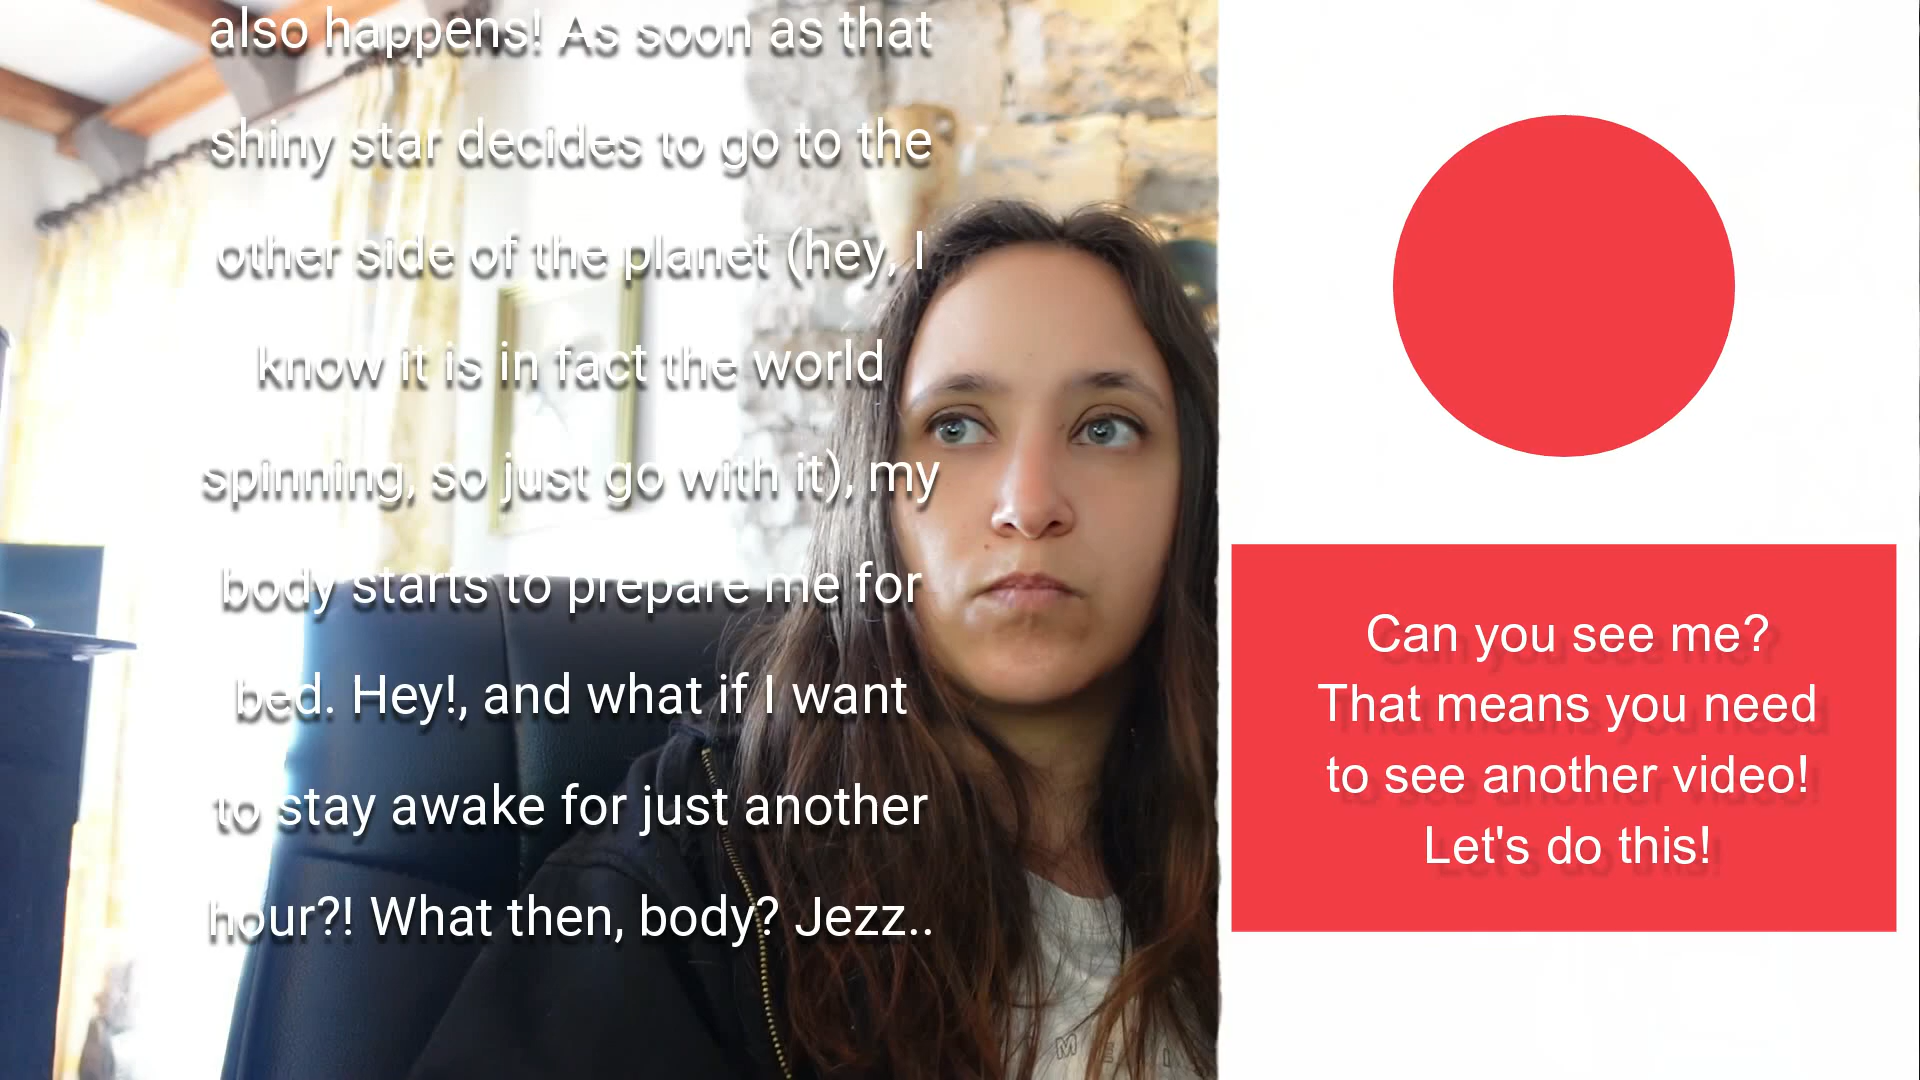 also happens! As soon as that
shiny star decides to go to the
other side of the planet (hey, I
know it is in fact the world
spinning, so just go with it), my
body starts to prepare me for
bed. Hey!, and what if I want
to stay awake for just another
hour?! What then, body? Jezz..
Can you see me?
That means you need
to see another video!
Let's do this!